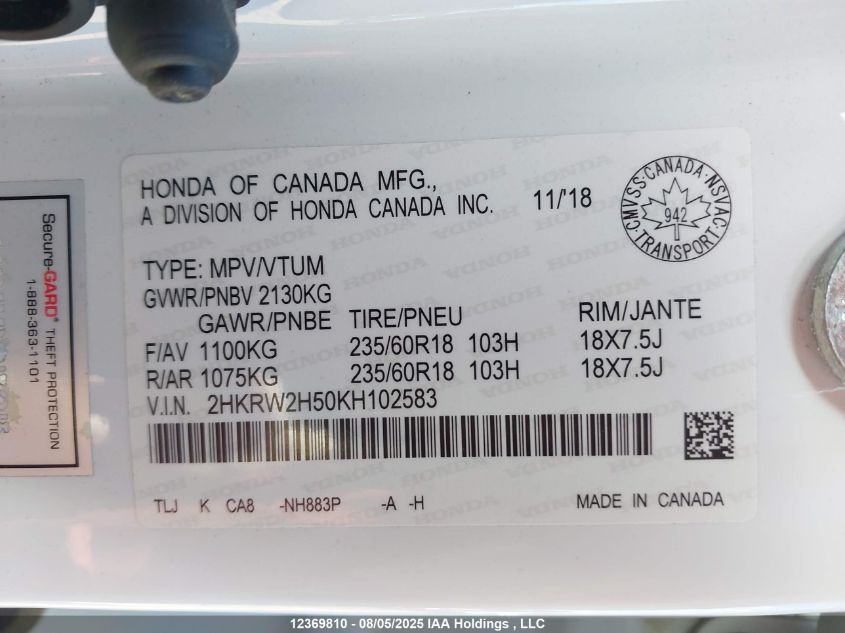 HONDA OF CANADA MFG.,
A DIVISION OF HONDA CANADA INC. 11/'18
CMVSS·CANADA·NSVAC·TRANSPORT
942
TYPE: MPV/VTUM
GVWR/PNBV 2130KG
GAWR/PNBE TIRE/PNEU RIM/JANTE
F/AV 1100KG 235/60R18 103H 18X7.5J
R/AR 1075KG 235/60R18 103H 18X7.5J
V.I.N. 2HKRW2H50KH102583
TLJ K CA8 -NH883P -A -H MADE IN CANADA
Secure-GARD® THEFT PROTECTION
1-888-363-1101
12369810 - 08/05/2025 IAA Holdings , LLC